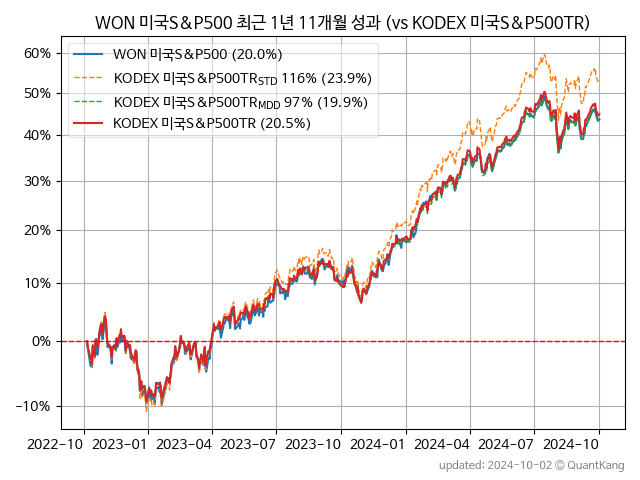 WON 미국S&P500 최근 1년 11개월 성과 (vs KODEX 미국S&P500TR)
WON 미국S&P500 (20.0%)
KODEX 미국S&P500TRSTD 116% (23.9%)
KODEX 미국S&P500TRMDD 97% (19.9%)
KODEX 미국S&P500TR (20.5%)
60%
50%
40%
30%
20%
10%
0%
−10%
2022-10 2023-01 2023-04 2023-07 2023-10 2024-01 2024-04 2024-07 2024-10
updated: 2024-10-02 © QuantKang